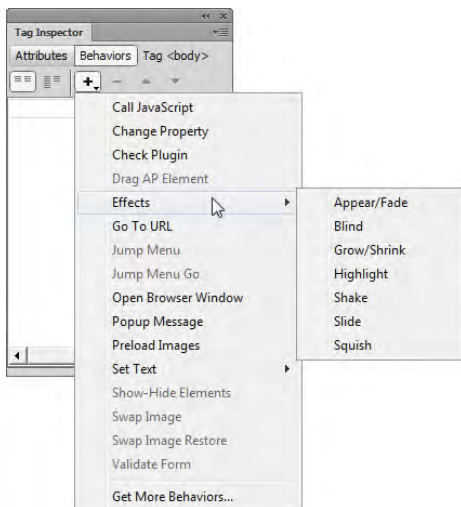 Tag Inspector
Attributes Behaviors Tag <body>
Call JavaScript
Change Property
Check Plugin
Drag AP Element
Effects
Go To URL
Jump Menu
Jump Menu Go
Open Browser Window
Popup Message
Preload Images
Set Text
Show-Hide Elements
Swap Image
Swap Image Restore
Validate Form
Get More Behaviors...
Appear/Fade
Blind
Grow/Shrink
Highlight
Shake
Slide
Squish